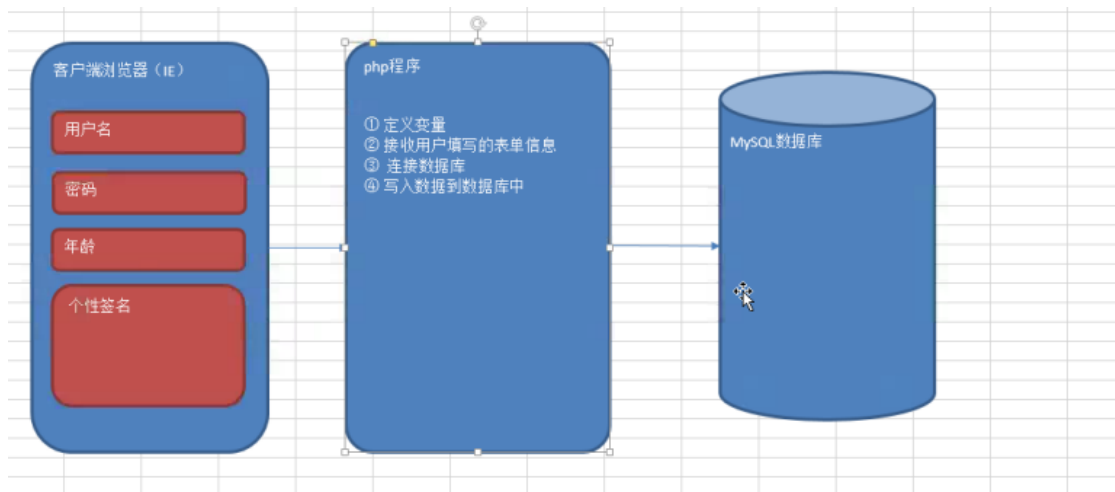 客户端浏览器（IE）
用户名
密码
年龄
个性签名
php程序
① 定义变量
② 接收用户填写的表单信息
③ 连接数据库
④ 写入数据到数据库中
MySQL数据库